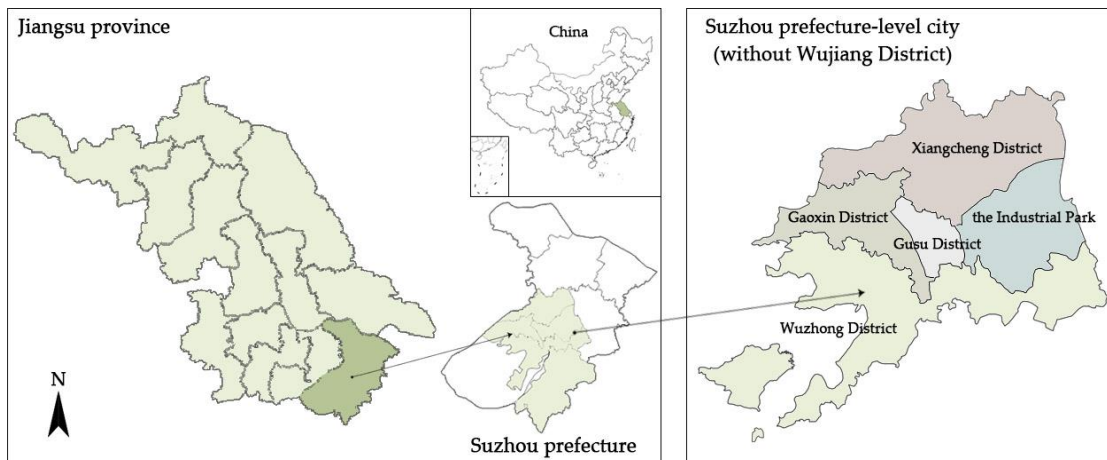 Jiangsu province
China
N
Suzhou prefecture
Suzhou prefecture-level city
(without Wujiang District)
Xiangcheng District
Gaoxin District
the Industrial Park
Gusu District
Wuzhong District